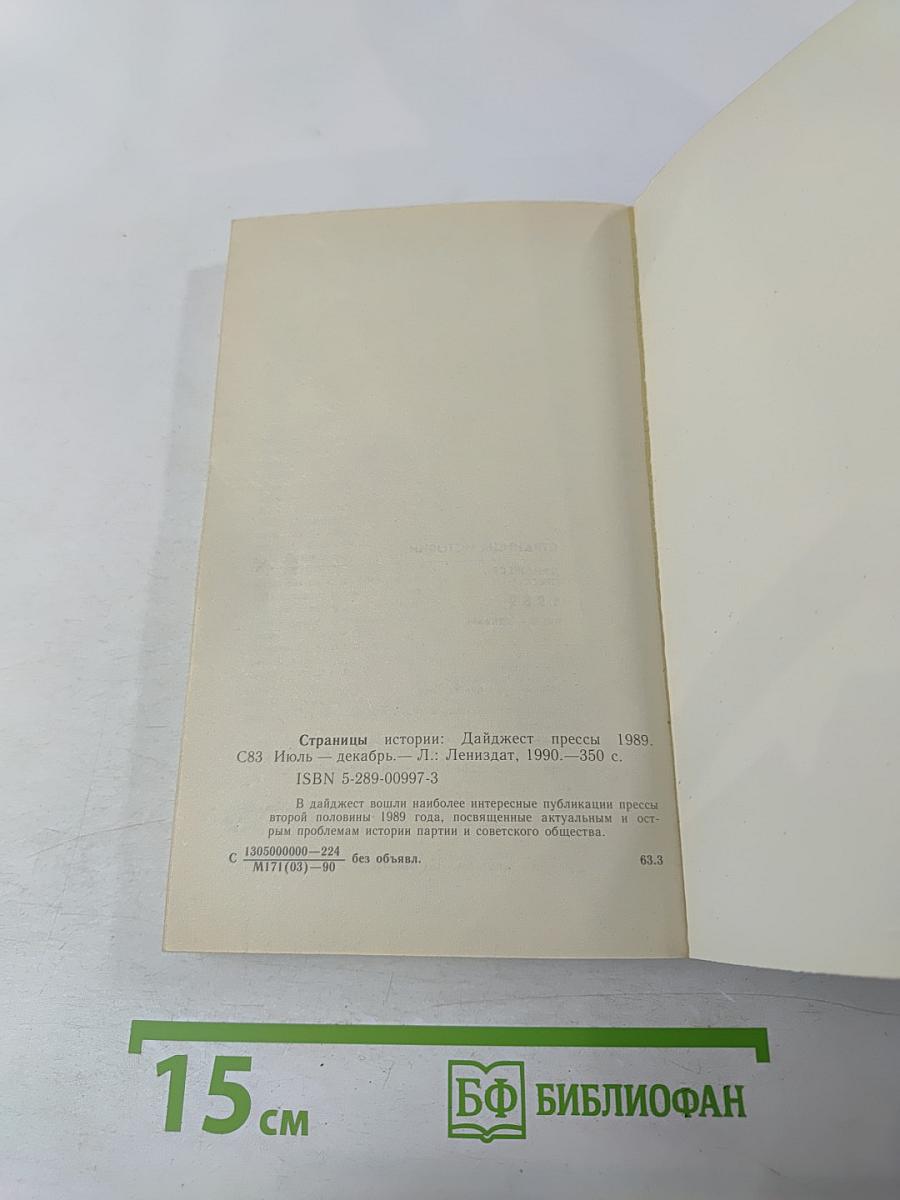 Страницы истории: Дайджест прессы 1989.
С83 Июль — декабрь.— Л.: Лениздат, 1990.—350 с.
ISBN 5-289-00997-3
В дайджест вошли наиболее интересные публикации прессы
второй половины 1989 года, посвященные актуальным и ост-
рым проблемам истории партии и советского общества.
С 1305000000—224
М171(03)—90 без объявл. 63.3
15 см
БФ БИБЛИОФАН